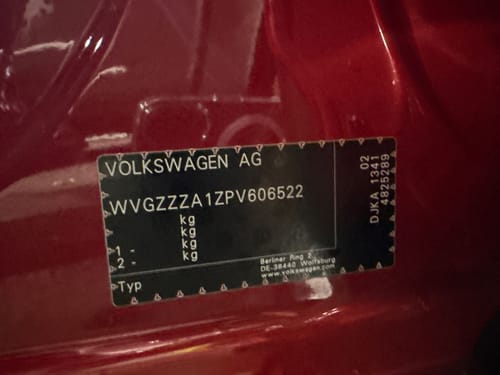 VOLKSWAGEN AG
WVGZZZA1ZPV606522
kg
kg
1 - kg
2 - kg
Typ
Berliner Ring 2
DE-38440 Wolfsburg
www.volkswagen.com
02
DJKA 1341
4825289